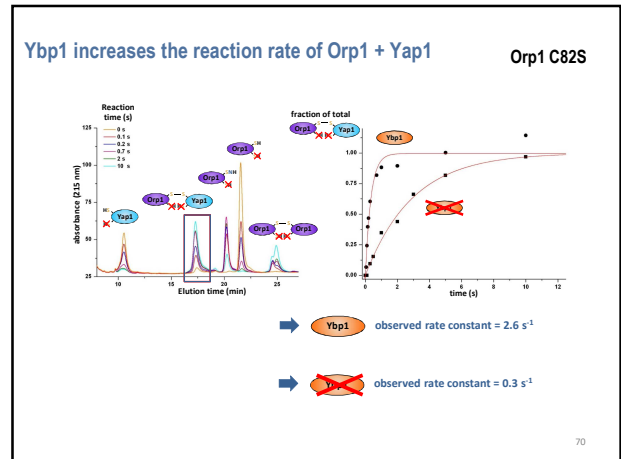 Ybp1 increases the reaction rate of Orp1 + Yap1
Orp1 C82S
Reaction
time (s)
0 s
0.1 s
0.2 s
0.7 s
2 s
10 s
absorbance (215 nm)
125
100
75
50
25
10
15
20
25
Elution time (min)
HS
Yap1
Orp1
S
S
Yap1
Orp1
SNH
Orp1
SH
Orp1
S
S
Orp1
fraction of total
Orp1
S
S
Yap1
1.00
0.75
0.50
0.25
0.00
Ybp1
0
2
4
6
8
10
12
time (s)
Ybp1
observed rate constant = 2.6 s⁻¹
observed rate constant = 0.3 s⁻¹
70